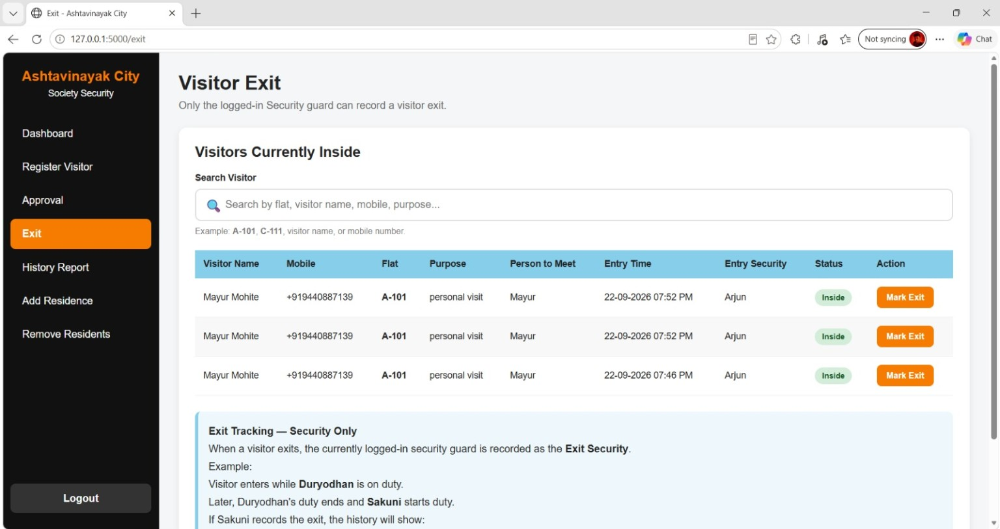 Exit - Ashtavinayak City
127.0.0.1:5000/exit
Not syncing
Chat
Ashtavinayak City
Society Security
Dashboard
Register Visitor
Approval
Exit
History Report
Add Residence
Remove Residents
Logout
Visitor Exit
Only the logged-in Security guard can record a visitor exit.
Visitors Currently Inside
Search Visitor
Search by flat, visitor name, mobile, purpose...
Example: A-101, C-111, visitor name, or mobile number.
Visitor Name Mobile Flat Purpose Person to Meet Entry Time Entry Security Status Action
Mayur Mohite +919440887139 A-101 personal visit Mayur 22-09-2026 07:52 PM Arjun Inside Mark Exit
Mayur Mohite +919440887139 A-101 personal visit Mayur 22-09-2026 07:52 PM Arjun Inside Mark Exit
Mayur Mohite +919440887139 A-101 personal visit Mayur 22-09-2026 07:46 PM Arjun Inside Mark Exit
Exit Tracking — Security Only
When a visitor exits, the currently logged-in security guard is recorded as the Exit Security.
Example:
Visitor enters while Duryodhan is on duty.
Later, Duryodhan's duty ends and Sakuni starts duty.
If Sakuni records the exit, the history will show: